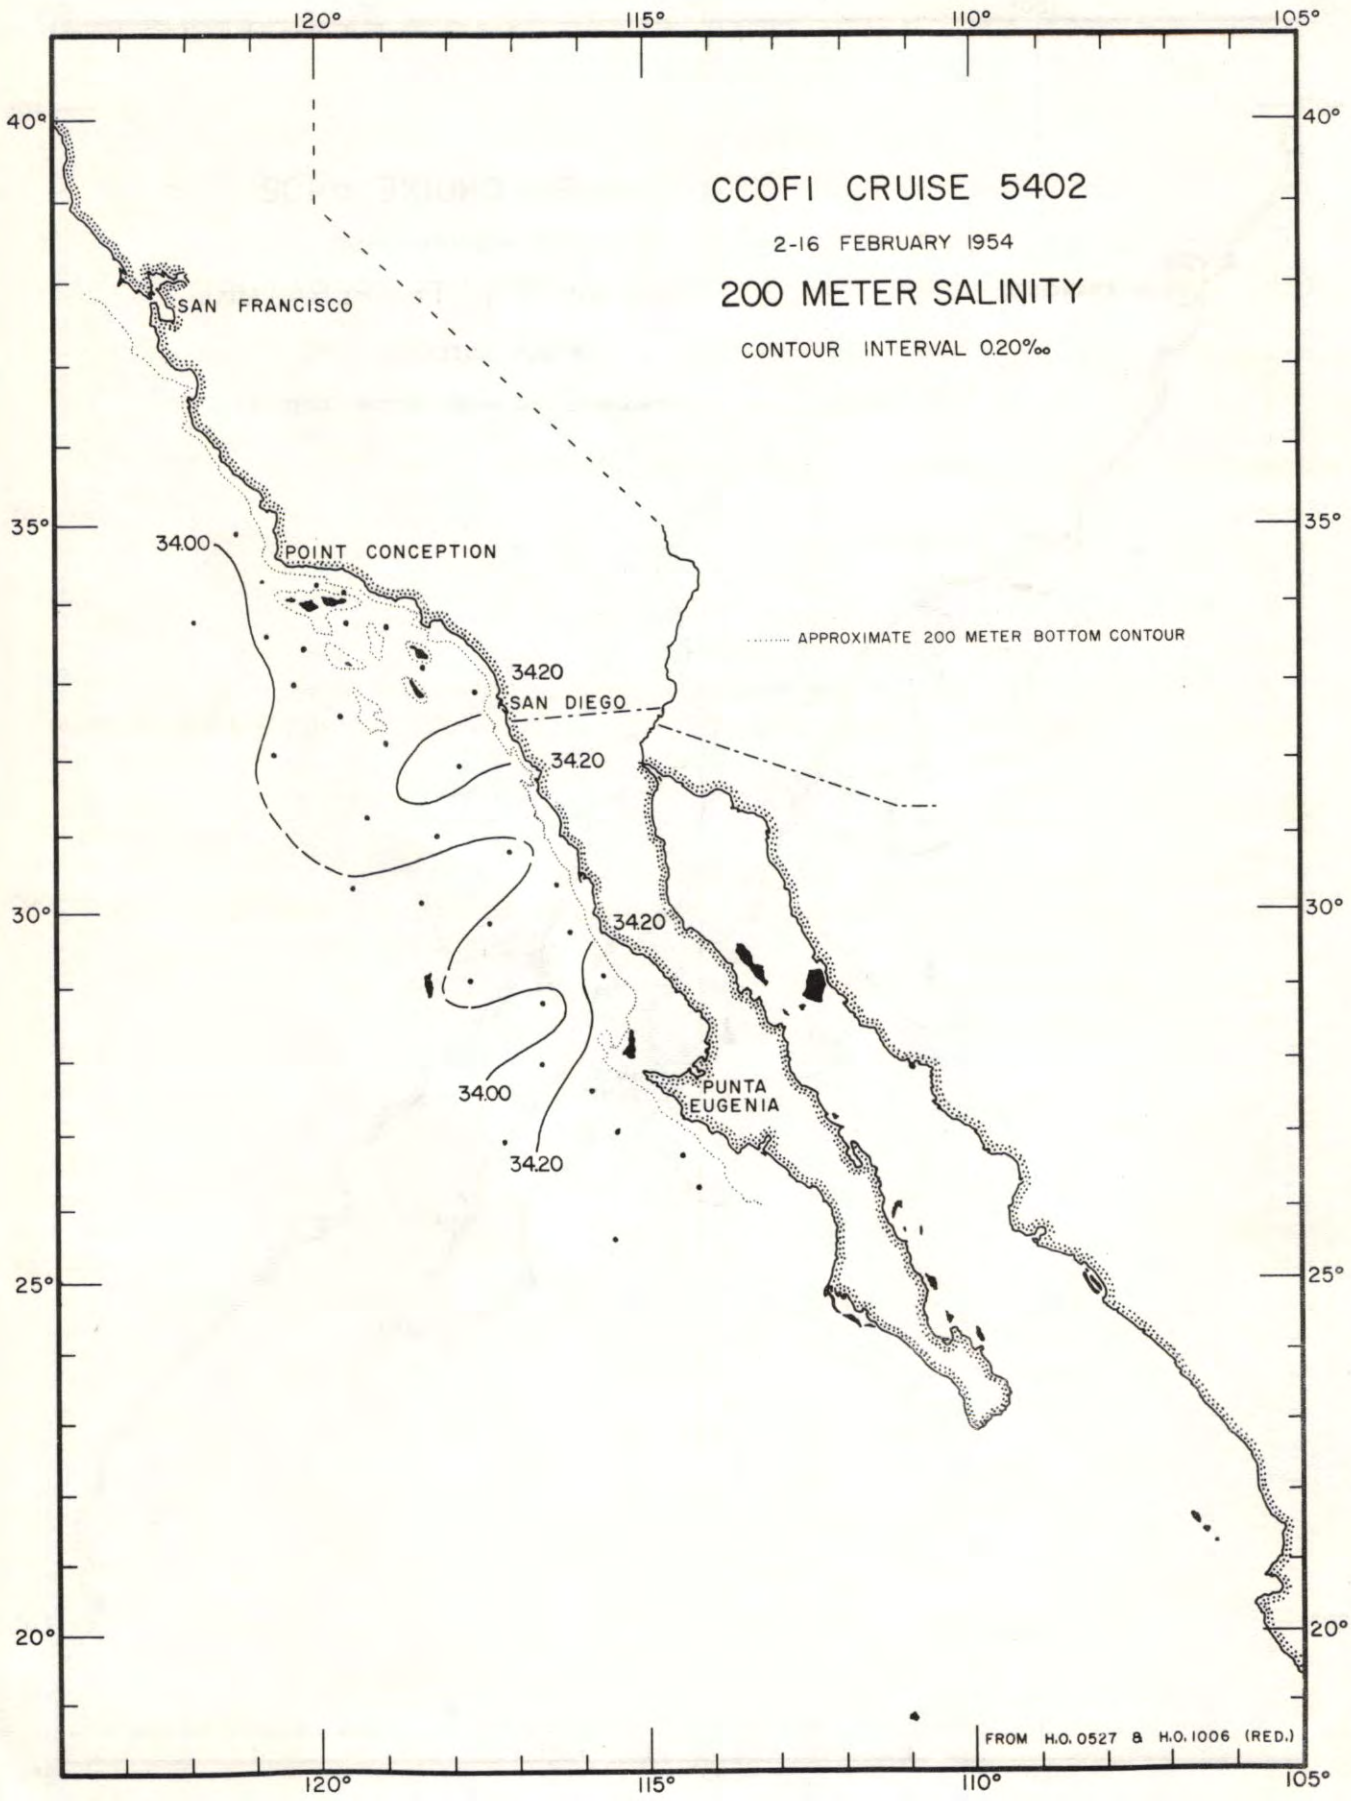 120° 115° 110° 105°
40° 40°
CCOFI CRUISE 5402
2-16 FEBRUARY 1954
200 METER SALINITY
CONTOUR INTERVAL 0.20‰
SAN FRANCISCO
35° 35°
34.00
POINT CONCEPTION
APPROXIMATE 200 METER BOTTOM CONTOUR
34.20
SAN DIEGO
34.20
30° 30°
34.20
34.00
PUNTA
EUGENIA
34.20
25° 25°
20° 20°
FROM H.O. 0527 & H.O. 1006 (RED.)
120° 115° 110° 105°